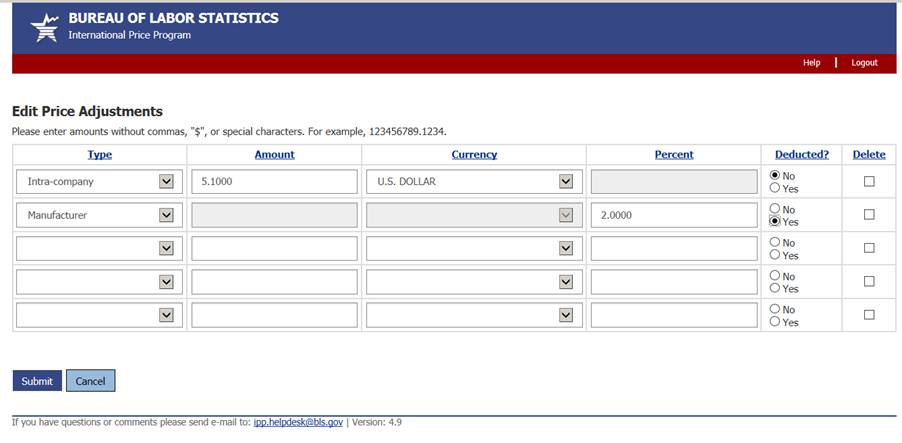 BUREAU OF LABOR STATISTICS
International Price Program
Help | Logout
Edit Price Adjustments
Please enter amounts without commas, "$", or special characters. For example, 123456789.1234.
Type Amount Currency Percent Deducted? Delete
Intra-company 5.1000 U.S. DOLLAR No
Yes
Manufacturer 2.0000 No
Yes
No
Yes
No
Yes
No
Yes
Submit Cancel
If you have questions or comments please send e-mail to: ipp.helpdesk@bls.gov | Version: 4.9